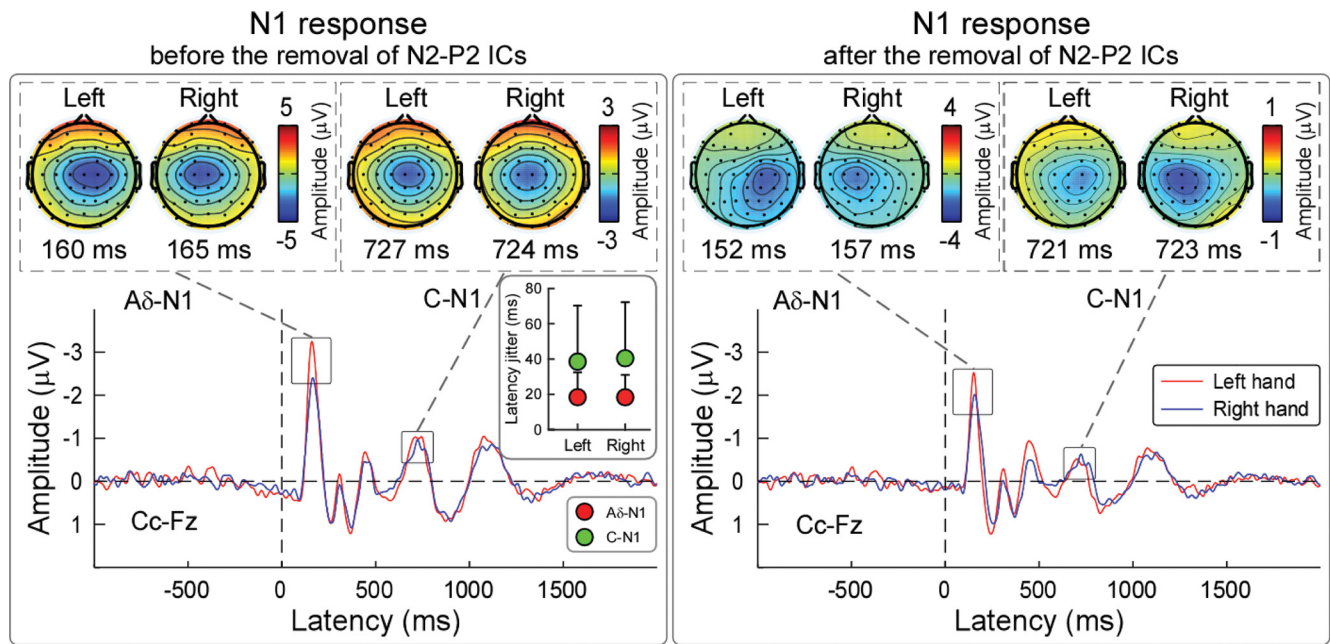 N1 response
before the removal of N2-P2 ICs
Left Right 5 Left Right 3
Amplitude (μV) Amplitude (μV)
-5 -3
160 ms 165 ms 727 ms 724 ms
Aδ-N1 C-N1
80
60
40
20
0
Latency jitter (ms)
Left Right
-3
-2
-1
0
1
Amplitude (μV)
Cc-Fz
Aδ-N1
C-N1
-500 0 500 1000 1500
Latency (ms)
N1 response
after the removal of N2-P2 ICs
Left Right 4 Left Right 1
Amplitude (μV) Amplitude (μV)
-4 -1
152 ms 157 ms 721 ms 723 ms
Aδ-N1 C-N1
Left hand
Right hand
-3
-2
-1
0
1
Amplitude (μV)
Cc-Fz
-500 0 500 1000 1500
Latency (ms)